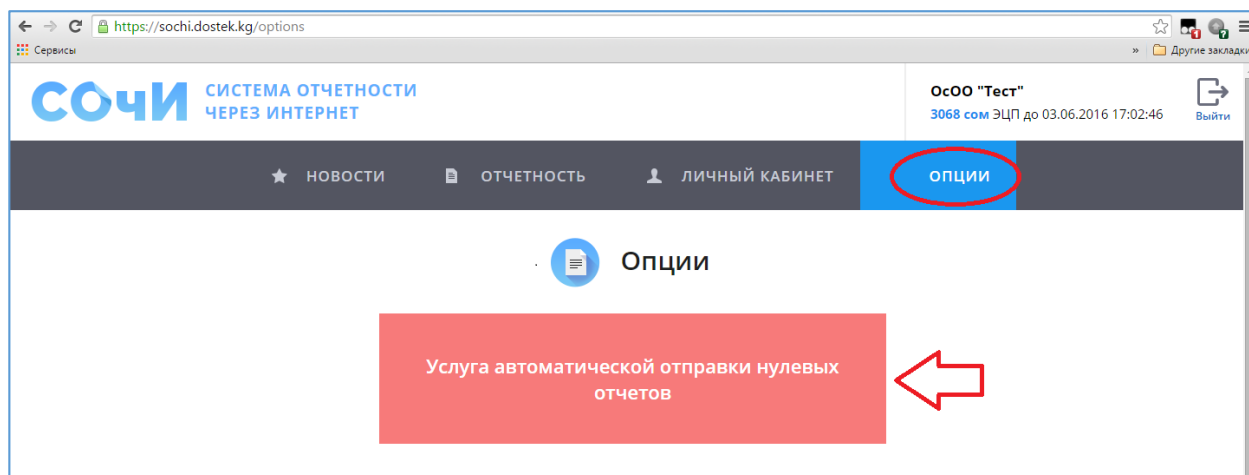 https://sochi.dostek.kg/options
Сервисы
» Другие закладки
СОчИ
СИСТЕМА ОТЧЕТНОСТИ
ЧЕРЕЗ ИНТЕРНЕТ
ОсОО "Тест"
3068 сом ЭЦП до 03.06.2016 17:02:46
Выйти
НОВОСТИ ОТЧЕТНОСТЬ ЛИЧНЫЙ КАБИНЕТ ОПЦИИ
Опции
Услуга автоматической отправки нулевых
отчетов